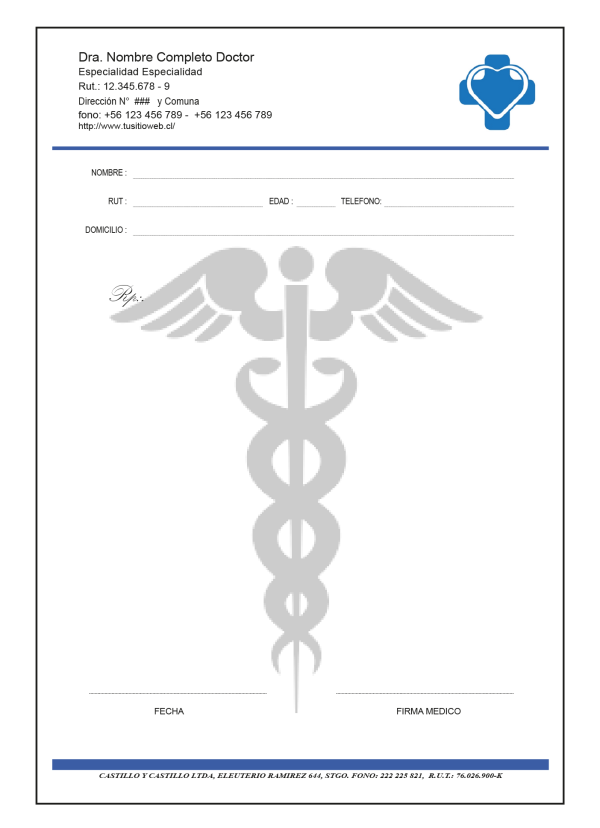 Dra. Nombre Completo Doctor
Especialidad Especialidad
Rut.: 12.345.678 - 9
Dirección N° ### y Comuna
fono: +56 123 456 789 - +56 123 456 789
http://www.tusitioweb.cl/
NOMBRE :
RUT : EDAD : TELEFONO:
DOMICILIO :
Rp.:.
FECHA FIRMA MEDICO
CASTILLO Y CASTILLO LTDA, ELEUTERIO RAMIREZ 644, STGO. FONO: 222 225 821, R.U.T.: 76.026.900-K